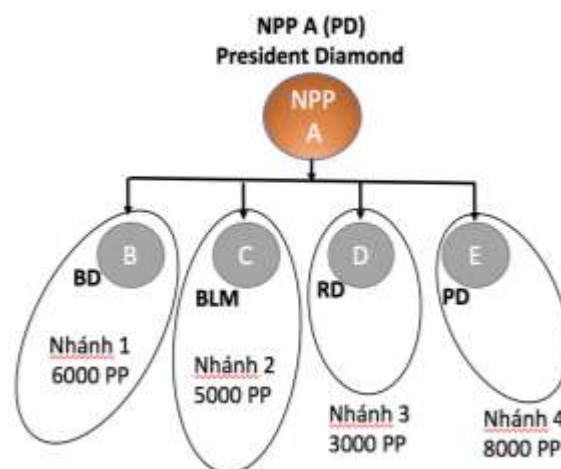 NPP A (PD)
President Diamond
NPP
A
B
BD
Nhánh 1
6000 PP
C
BLM
Nhánh 2
5000 PP
D
RD
Nhánh 3
3000 PP
E
PD
Nhánh 4
8000 PP